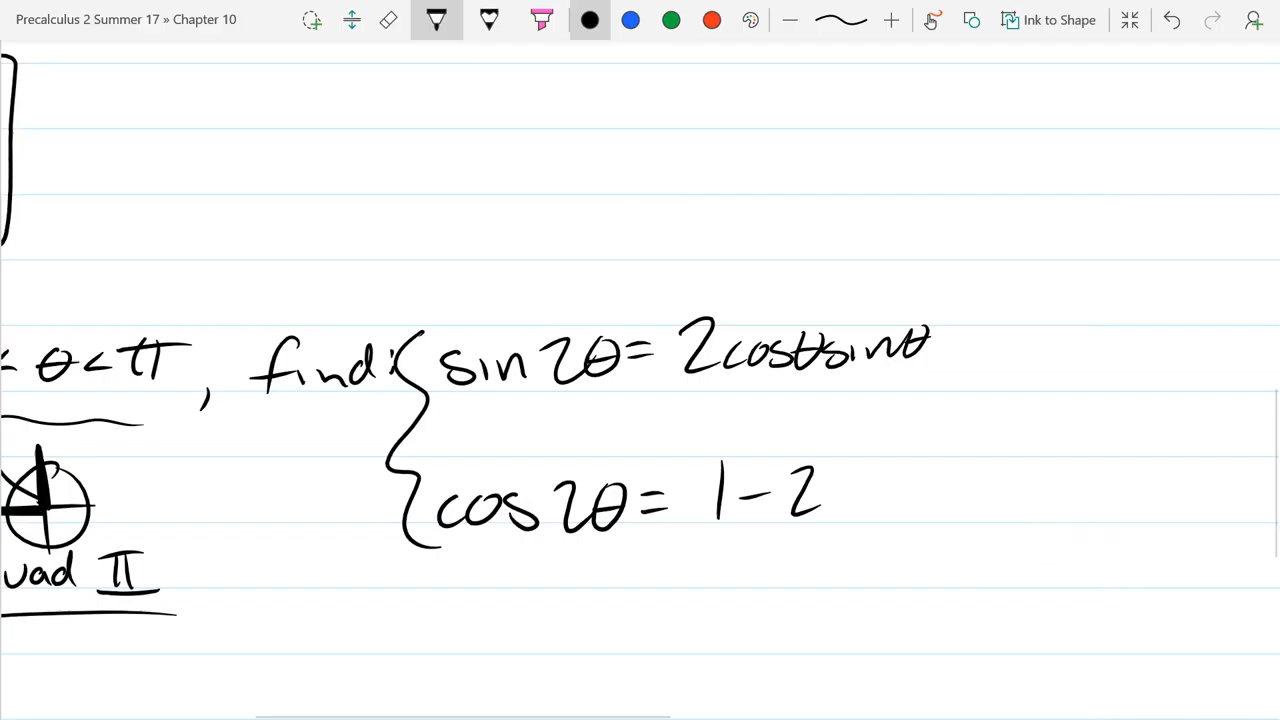 Precalculus 2 Summer 17 » Chapter 10
Ink to Shape
< θ < π , find: { sin 2θ = 2cosθsinθ
cos 2θ = 1 - 2
uad II